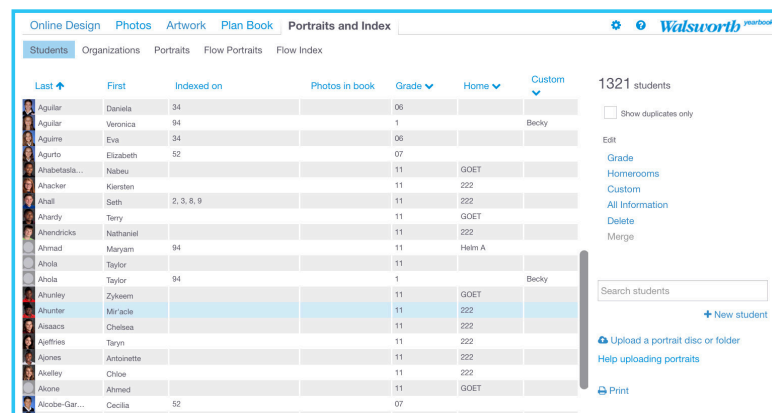 Online Design Photos Artwork Plan Book Portraits and Index Walsworth yearbook
Students Organizations Portraits Flow Portraits Flow Index
Last First Indexed on Photos in book Grade Home Custom
Aguilar Daniela 34 06
Aguilar Veronica 94 1 Becky
Aguirre Eva 34 06
Agurto Elizabeth 52 07
Ahabetasla... Nabeu 11 GOET
Ahacker Kiersten 11 222
Ahall Seth 2, 3, 8, 9 11 222
Ahardy Terry 11 GOET
Ahendricks Nathaniel 11 222
Ahmad Maryam 94 11 Helm A
Ahola Taylor 11
Ahola Taylor 94 1 Becky
Ahunley Zykeem 11 GOET
Ahunter Mir'acle 11 222
Aisaacs Chelsea 11 222
Ajeffries Taryn 11 222
Ajones Antoinette 11 222
Akelley Chloe 11 222
Akone Ahmed 11 GOET
Alcobe-Gar... Cecilia 52 07
1321 students
Show duplicates only
Edit
Grade
Homerooms
Custom
All Information
Delete
Merge
Search students
+ New student
Upload a portrait disc or folder
Help uploading portraits
Print